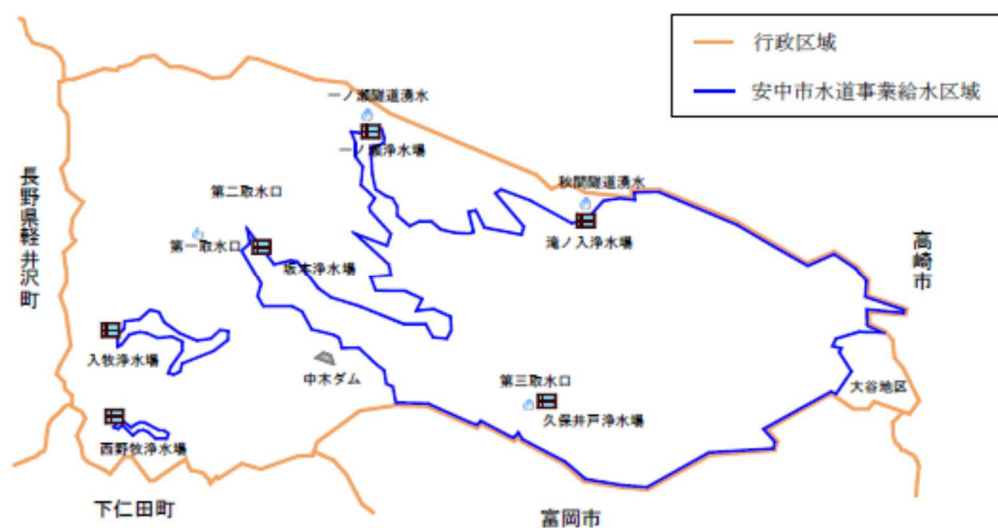 行政区域
安中市水道事業給水区域
一ノ瀬隧道湧水
一ノ瀬浄水場
長野県軽井沢町
第二取水口
秋間隧道湧水
第一取水口
坂本浄水場
滝ノ入浄水場
高崎市
入牧浄水場
中木ダム
第三取水口
大谷地区
久保井戸浄水場
西野牧浄水場
下仁田町
富岡市